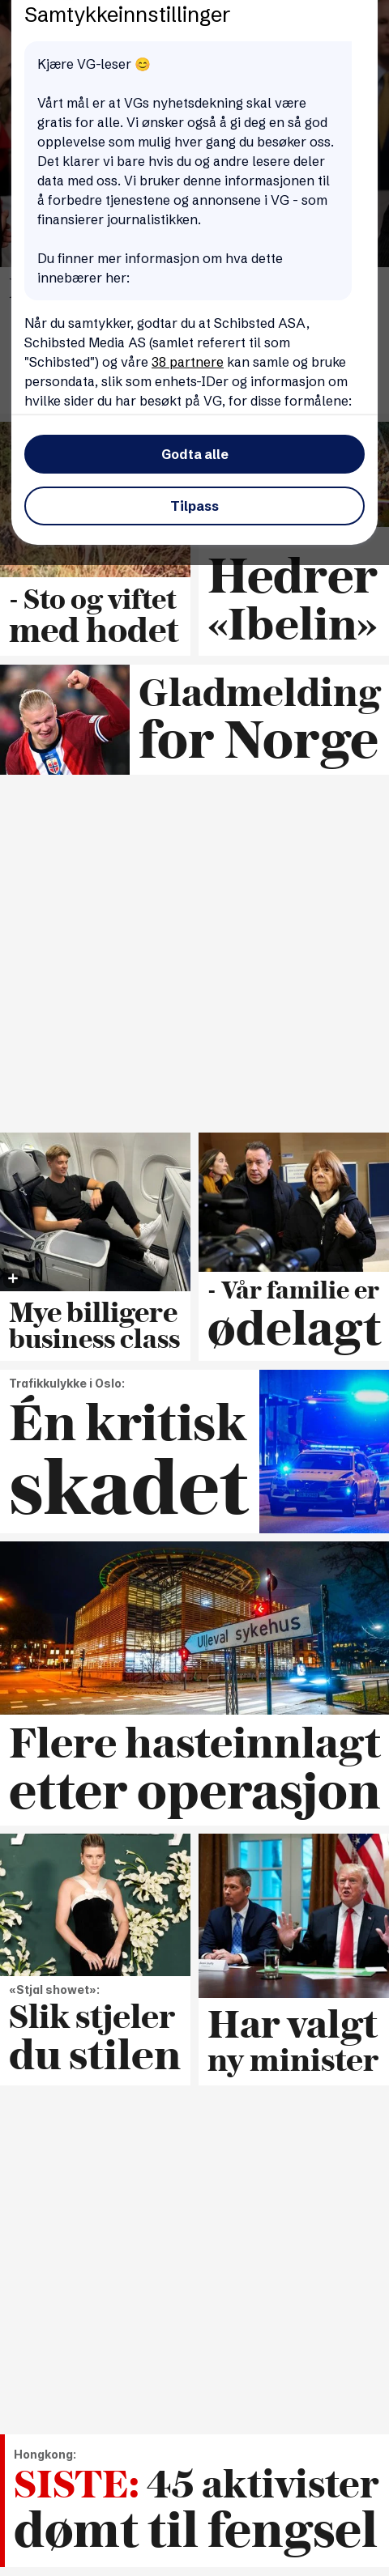 Samtykkeinnstillinger
Kjære VG-leser 😊
Vårt mål er at VGs nyhetsdekning skal være
gratis for alle. Vi ønsker også å gi deg en så god
opplevelse som mulig hver gang du besøker oss.
Det klarer vi bare hvis du og andre lesere deler
data med oss. Vi bruker denne informasjonen til
å forbedre tjenestene og annonsene i VG - som
finansierer journalistikken.
Du finner mer informasjon om hva dette
innebærer her:
Når du samtykker, godtar du at Schibsted ASA,
Schibsted Media AS (samlet referert til som
"Schibsted") og våre 38 partnere kan samle og bruke
persondata, slik som enhets-IDer og informasjon om
hvilke sider du har besøkt på VG, for disse formålene:
Godta alle
Tilpass
- Sto og viftet
med hodet
Hedrer
«Ibelin»
Gladmelding
for Norge
Mye billigere
business class
- Vår familie er
ødelagt
Trafikkulykke i Oslo:
Én kritisk
skadet
Ullevål sykehus
Flere hasteinnlagt
etter operasjon
«Stjal showet»:
Slik stjeler
du stilen
Har valgt
ny minister
Hongkong:
SISTE: 45 aktivister
dømt til fengsel